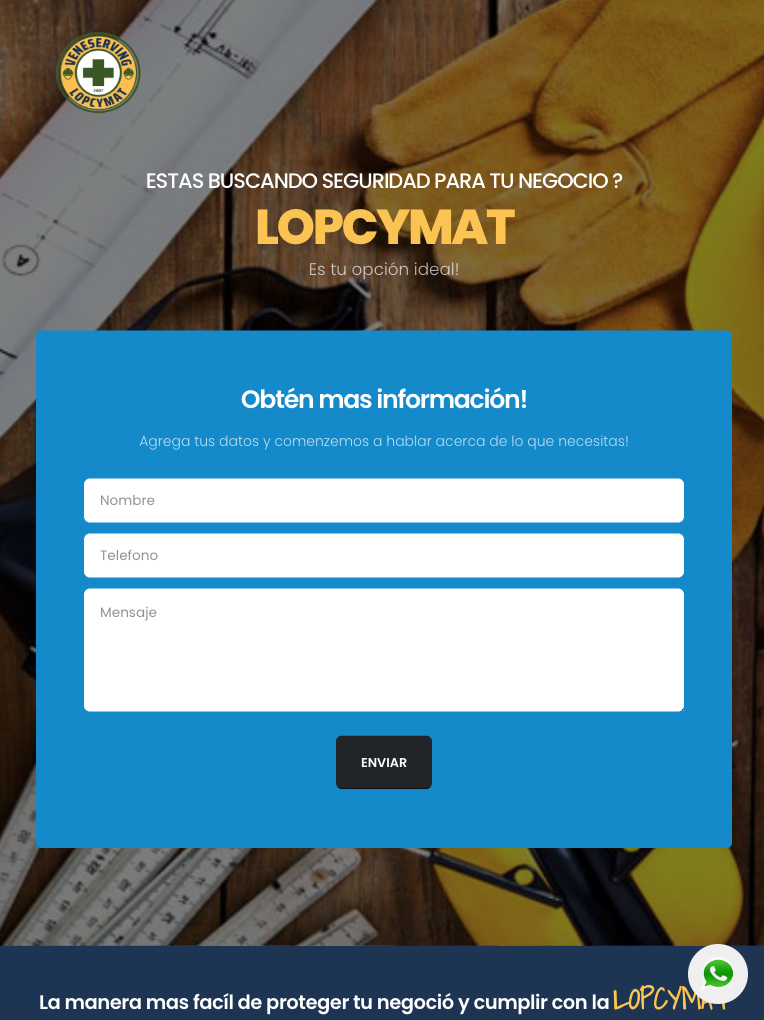 VENESERVING
LOPCYMAT
ESTAS BUSCANDO SEGURIDAD PARA TU NEGOCIO ?
LOPCYMAT
Es tu opción ideal!
Obtén mas información!
Agrega tus datos y comenzemos a hablar acerca de lo que necesitas!
Nombre
Telefono
Mensaje
ENVIAR
La manera mas facíl de proteger tu negoció y cumplir con la LOPCYMAT